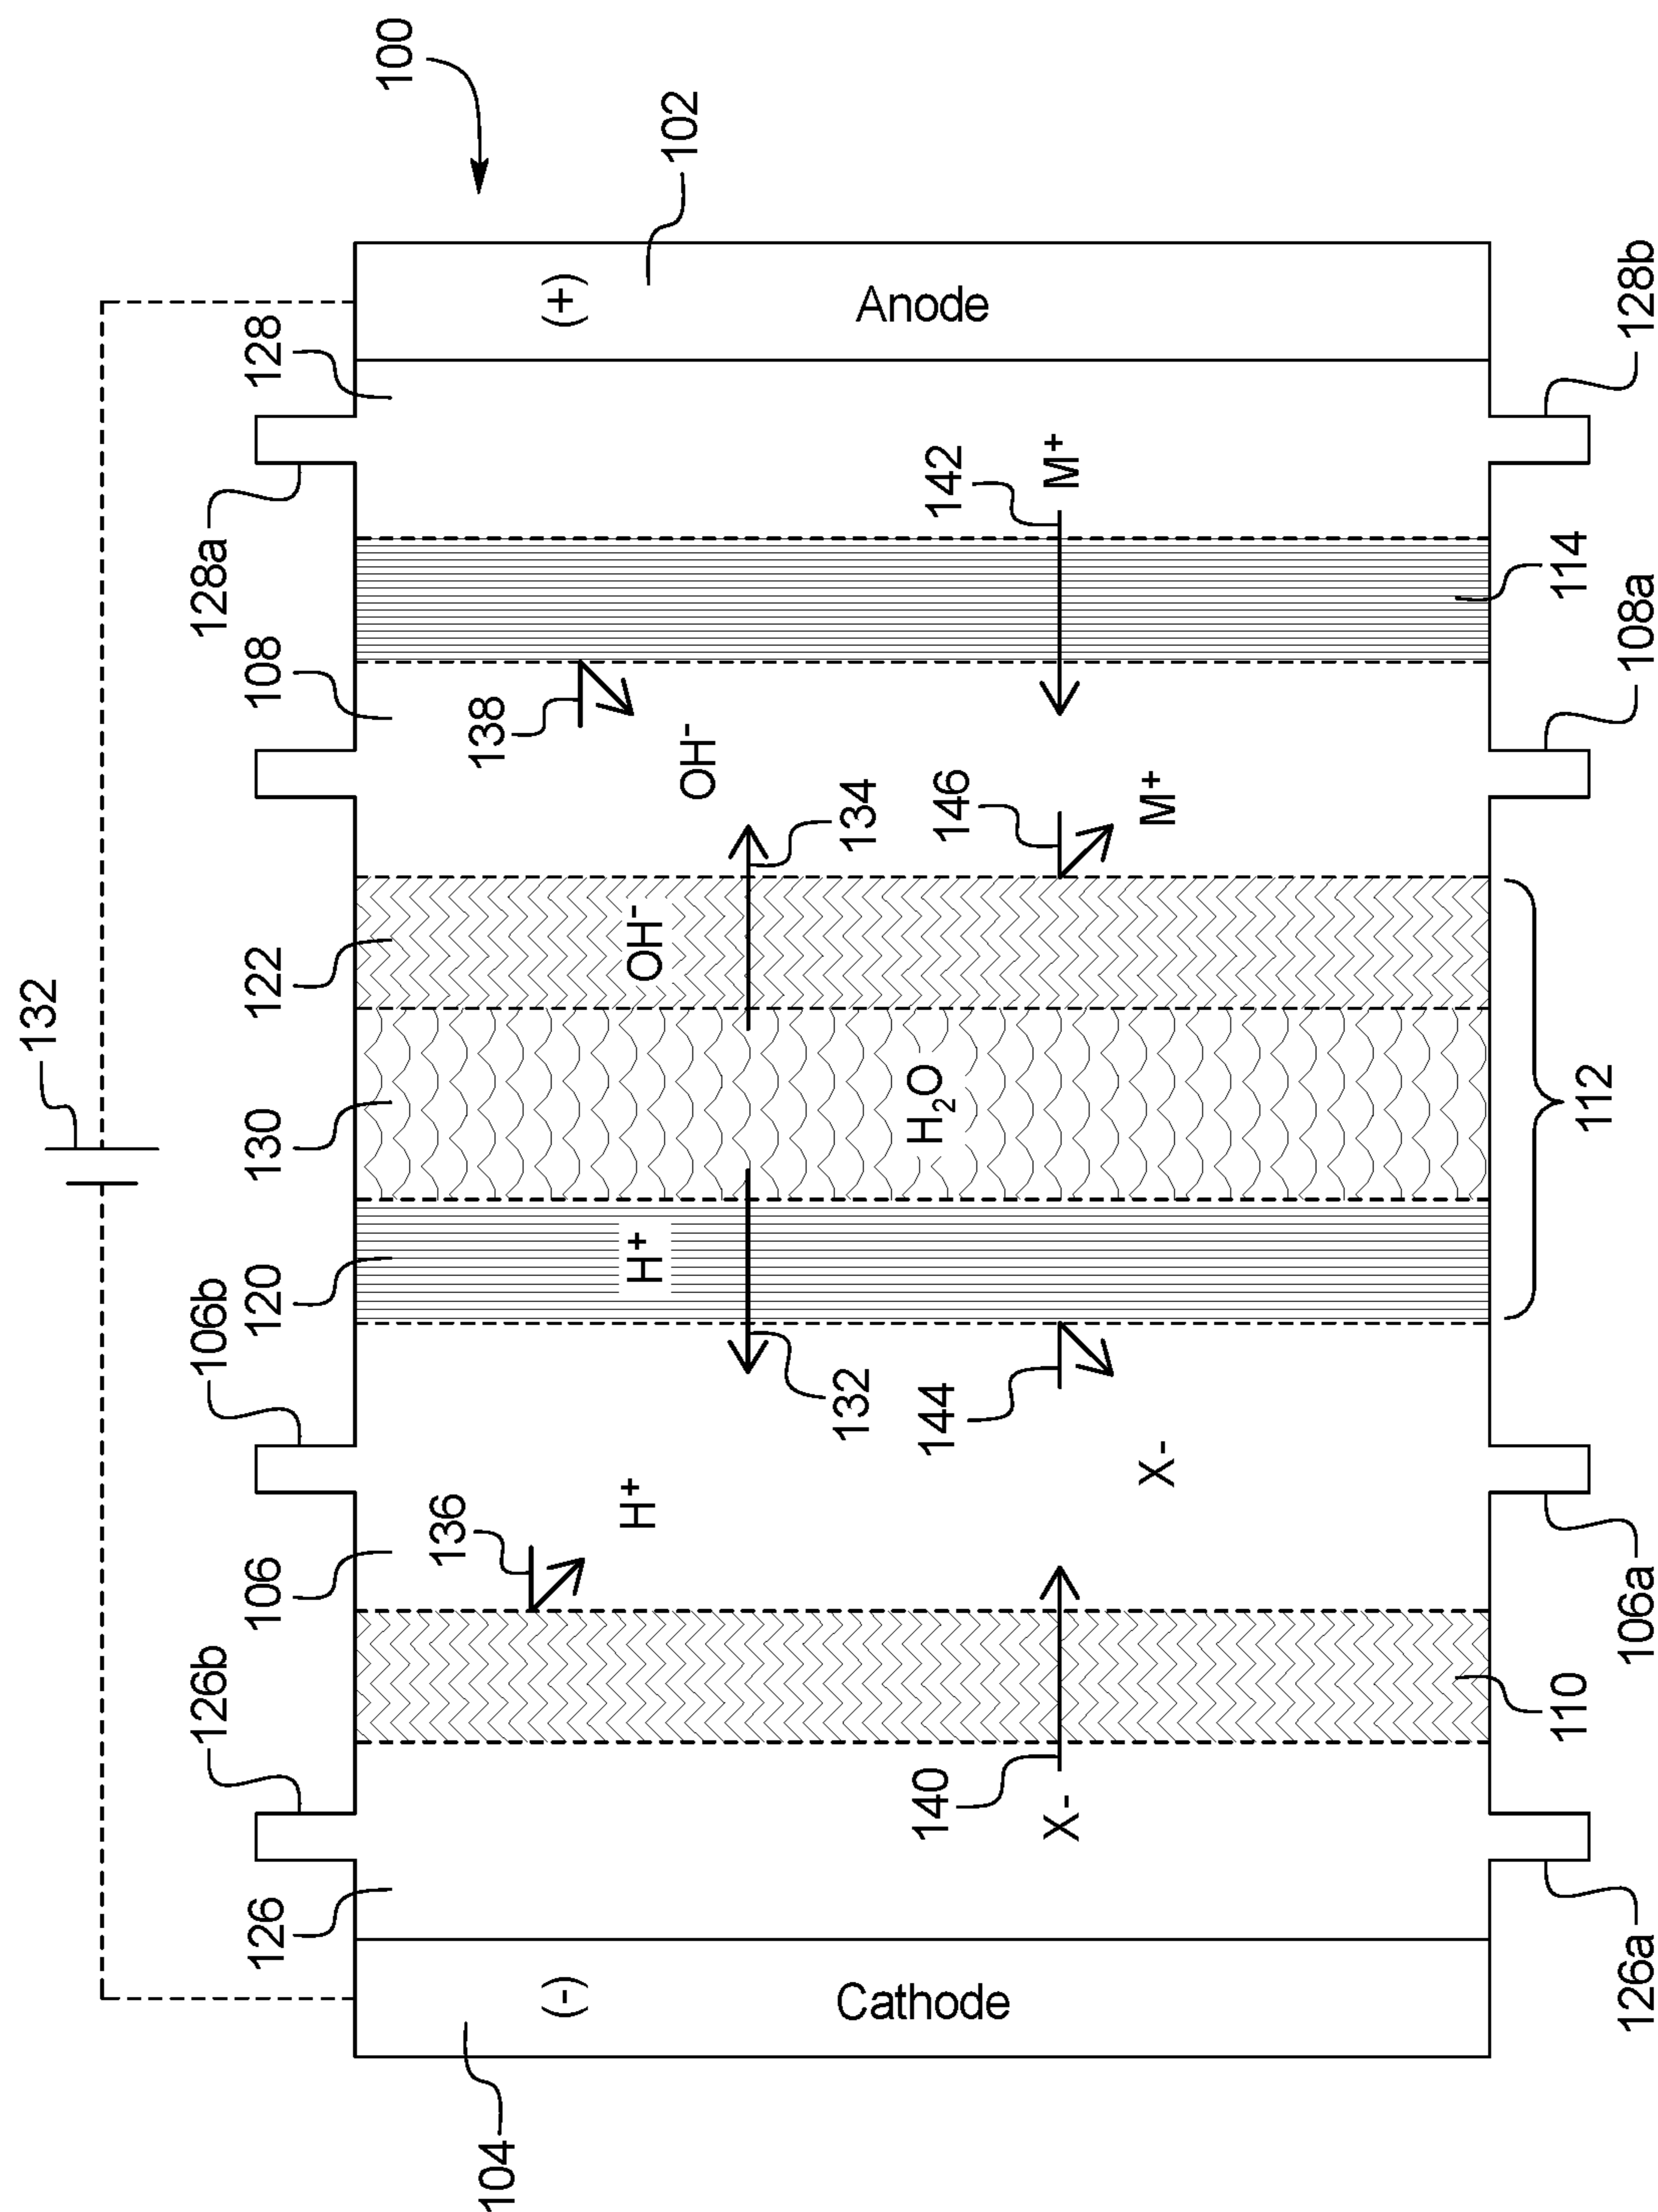 132
100
126b
106b
128a
126
106
120
130
122
108
128
104
102
(-)
(+)
136
138
H⁺
H⁺
OH⁻
OH⁻
132
134
Cathode
Anode
H₂O
140
144
146
142
X-
M+
X-
M+
110
112
114
126a
106a
108a
128b